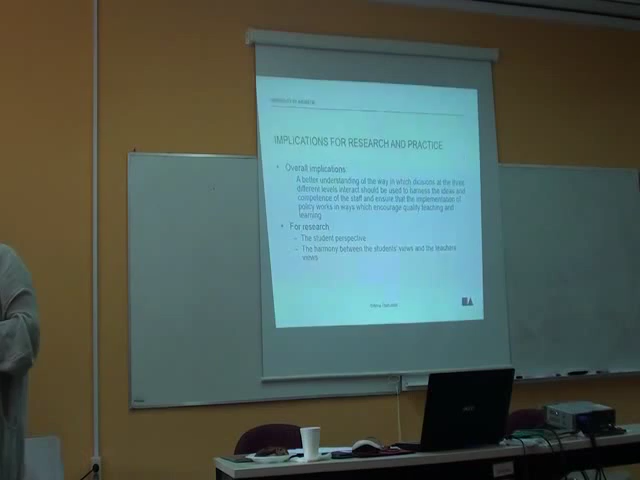 IMPLICATIONS FOR RESEARCH AND PRACTICE
• Overall implications:
A better understanding of the way in which dicisions at the three
different levels interact should be used to harness the ideas and
competence of the staff and ensure that the implementation of
policy works in ways which encourage quality teaching and
learning
• For research
– The student perspective
– The harmony between the students' views and the teachers
views
acer